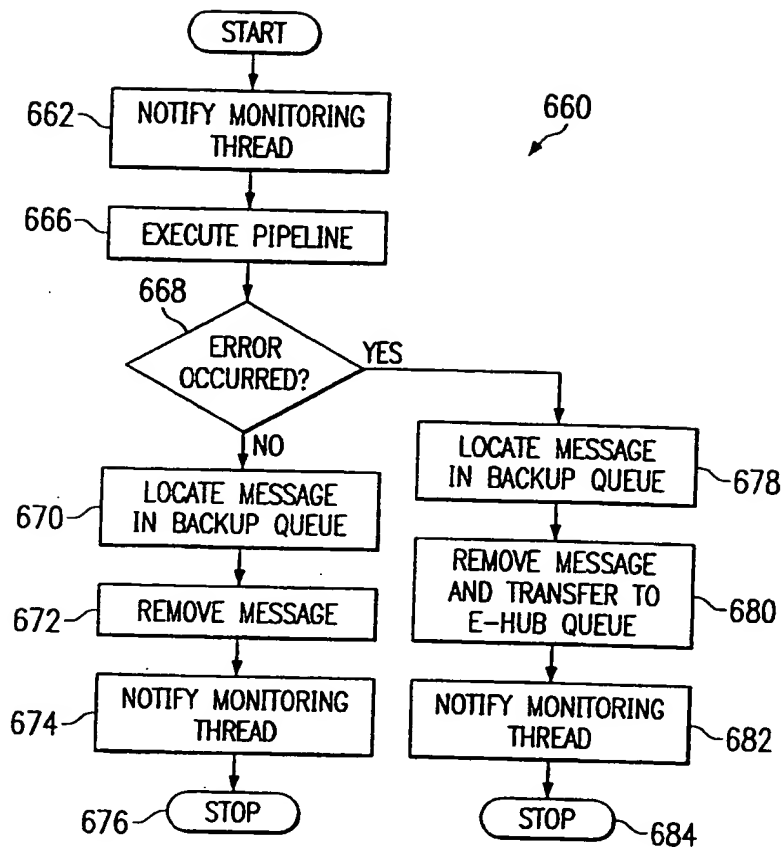 START
662
NOTIFY MONITORING
THREAD
660
666
EXECUTE PIPELINE
668
ERROR
OCCURRED?
YES
NO
670
LOCATE MESSAGE
IN BACKUP QUEUE
672
REMOVE MESSAGE
674
NOTIFY MONITORING
THREAD
676
STOP
LOCATE MESSAGE
IN BACKUP QUEUE
678
REMOVE MESSAGE
AND TRANSFER TO
E-HUB QUEUE
680
NOTIFY MONITORING
THREAD
682
STOP
684